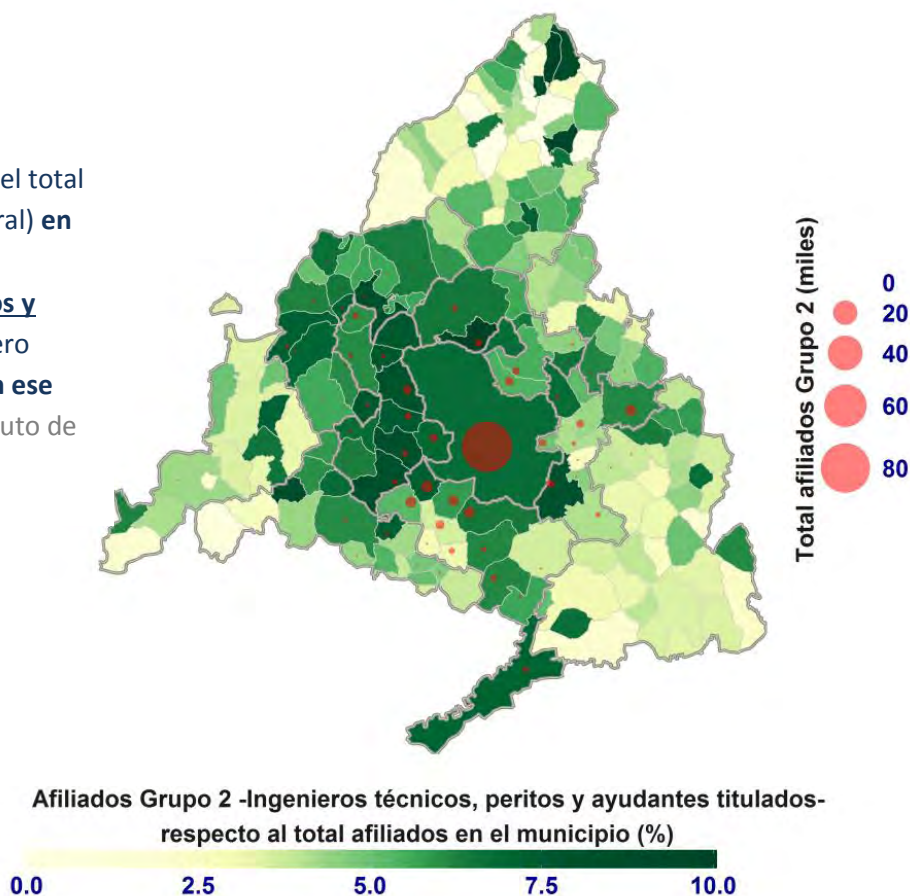 el total
ral) en
os y
ero
n ese
uto de
Total afiliados Grupo 2 (miles)
0
20
40
60
80
Afiliados Grupo 2 -Ingenieros técnicos, peritos y ayudantes titulados-
respecto al total afiliados en el municipio (%)
0.0 2.5 5.0 7.5 10.0